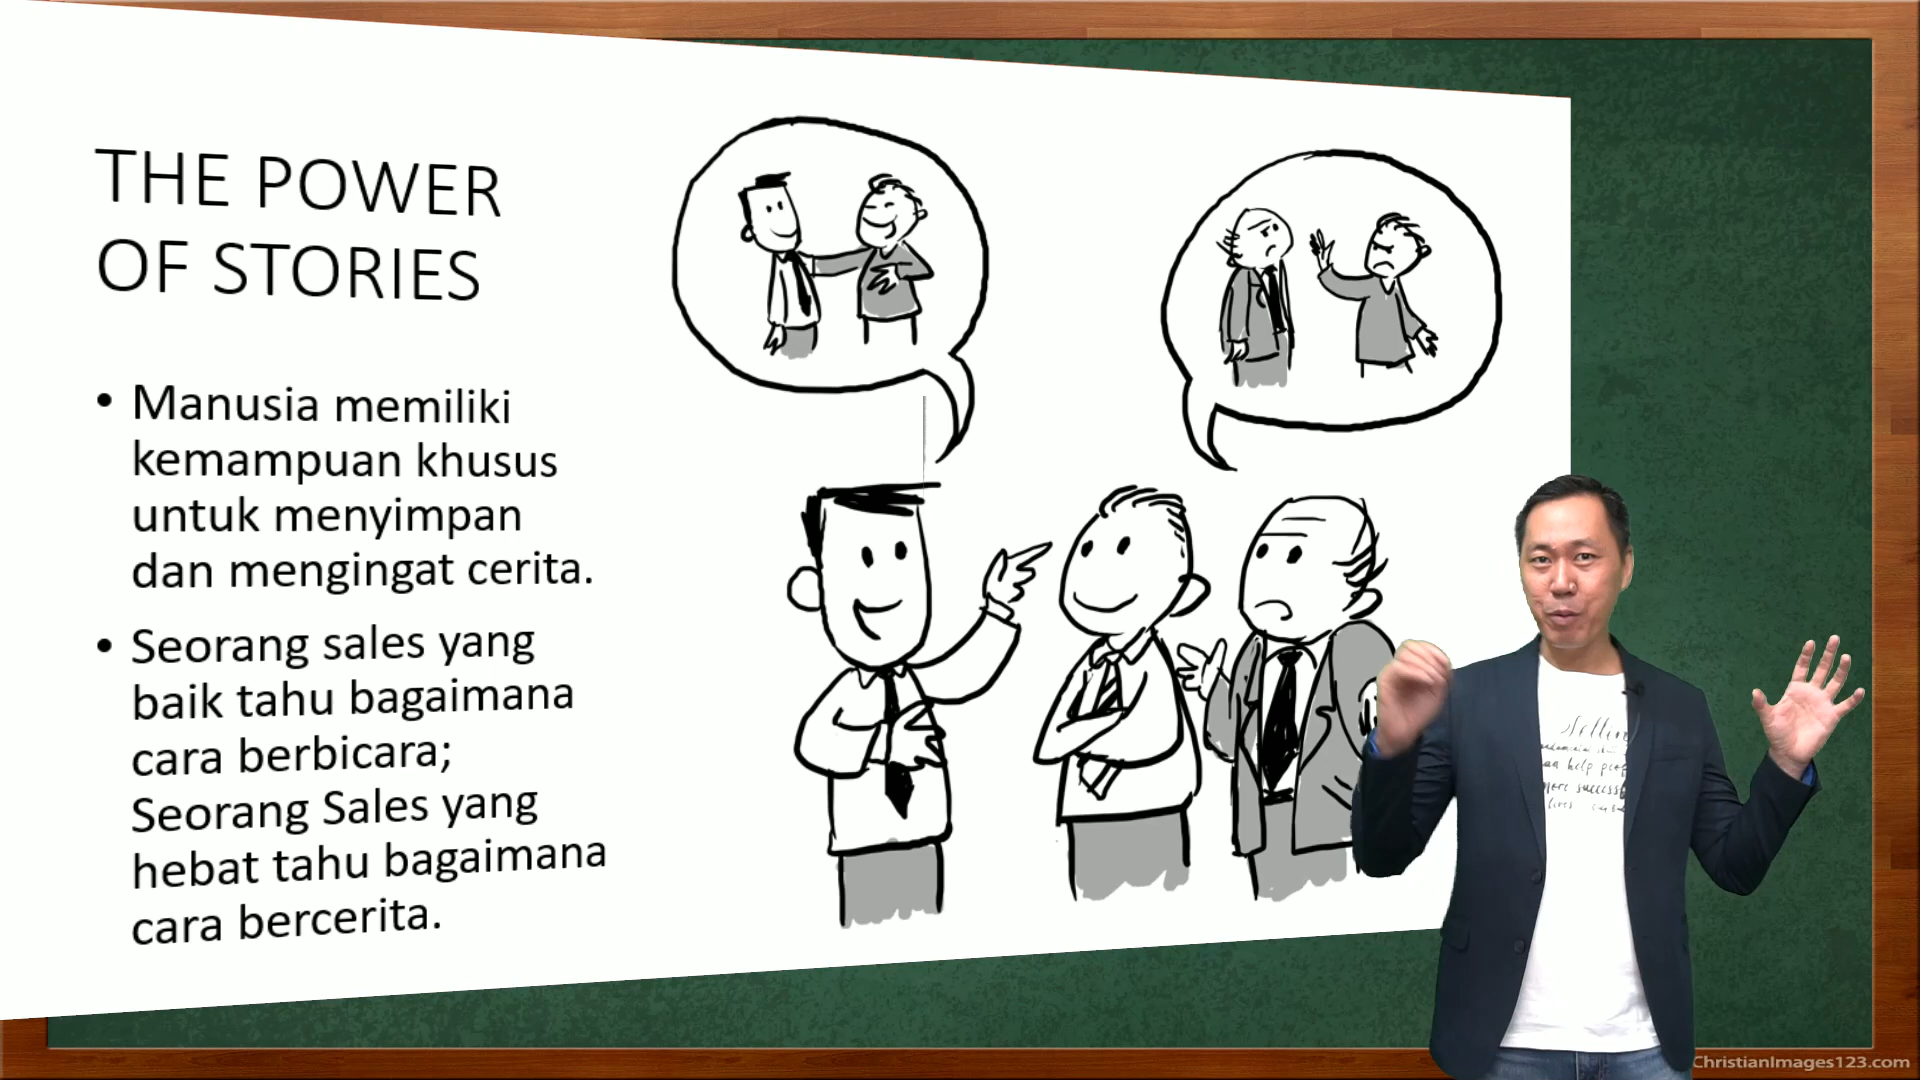 THE POWER
OF STORIES
• Manusia memiliki
kemampuan khusus
untuk menyimpan
dan mengingat cerita.
• Seorang sales yang
baik tahu bagaimana
cara berbicara;
Seorang Sales yang
hebat tahu bagaimana
cara bercerita.
help
ChristianImages123.com